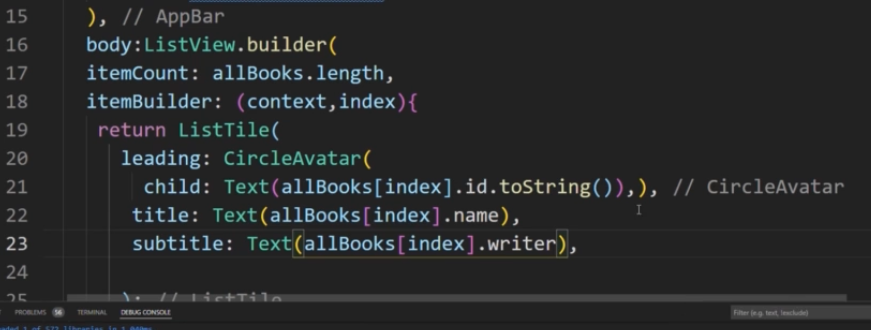 15 ), // AppBar
16 body:ListView.builder(
17 itemCount: allBooks.length,
18 itemBuilder: (context,index){
19 return ListTile(
20 leading: CircleAvatar(
21 child: Text(allBooks[index].id.toString()),), // CircleAvatar
22 title: Text(allBooks[index].name),
23 subtitle: Text(allBooks[index].writer),
24
25 ); // ListTile
PROBLEMS 56 TERMINAL DEBUG CONSOLE Filter (e.g. text, !exclude)